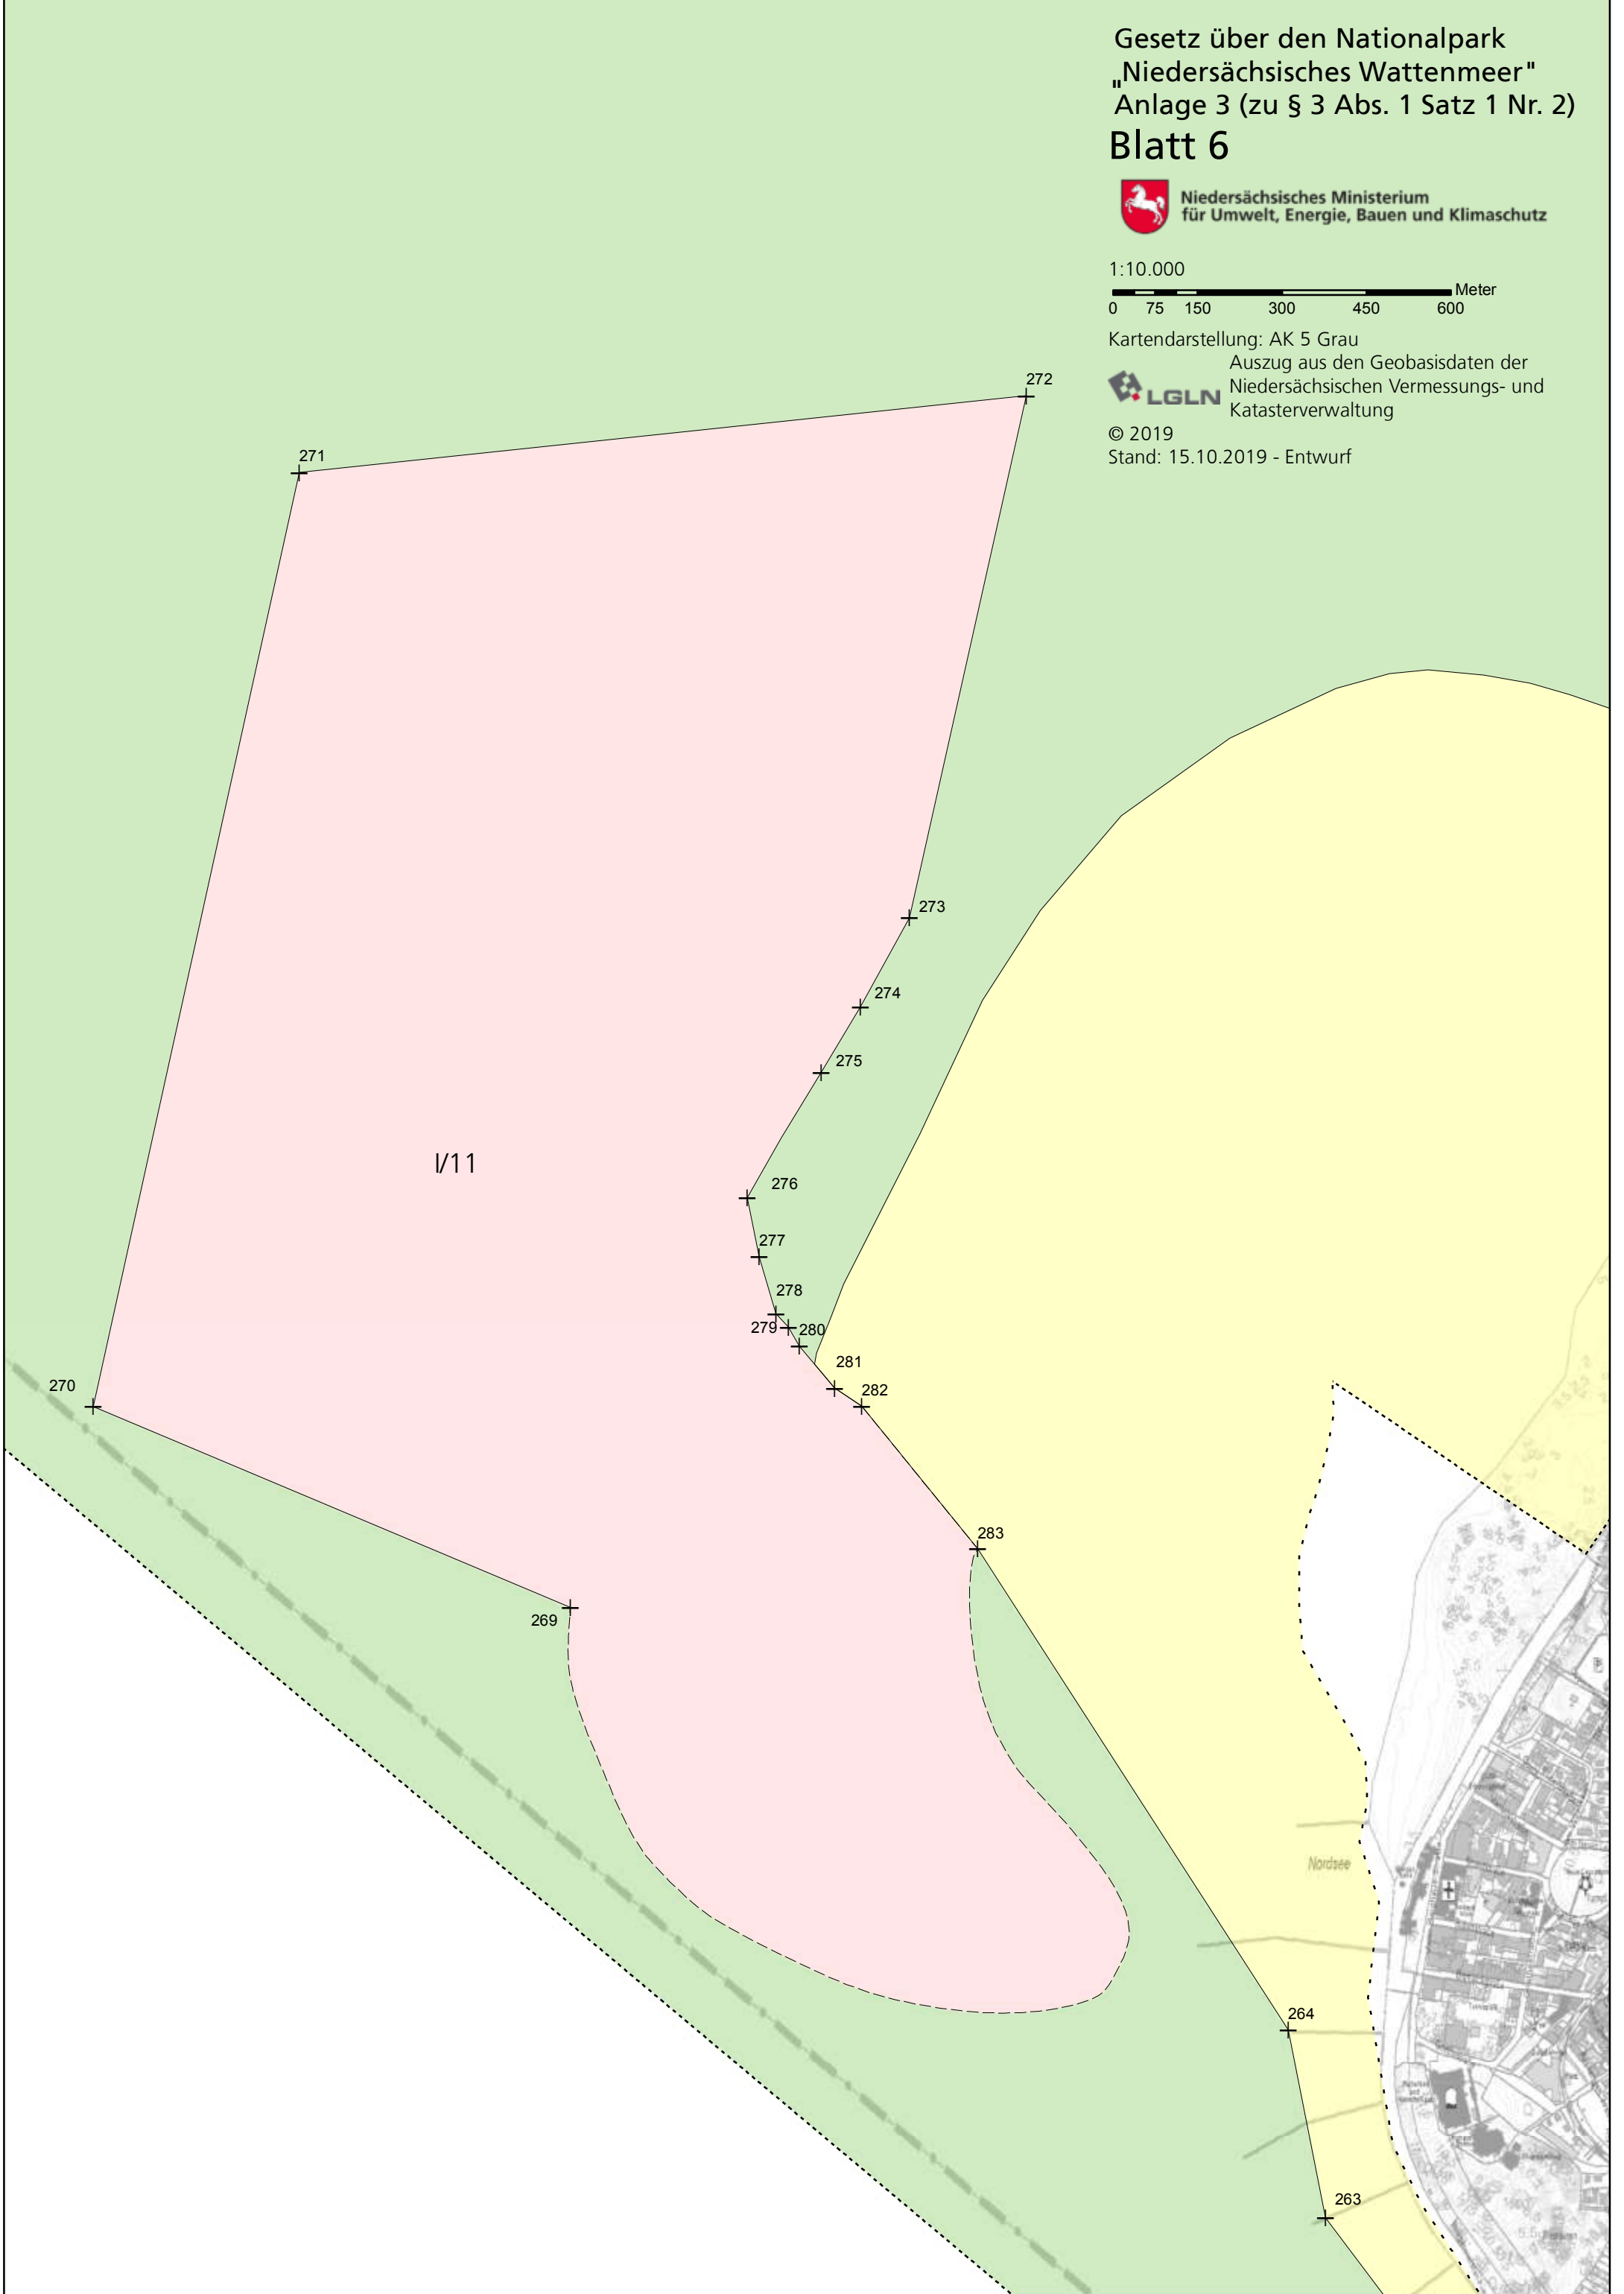 Gesetz über den Nationalpark
„Niedersächsisches Wattenmeer"
Anlage 3 (zu § 3 Abs. 1 Satz 1 Nr. 2)
Blatt 6
Niedersächsisches Ministerium
für Umwelt, Energie, Bauen und Klimaschutz
1:10.000
Meter
0 75 150 300 450 600
Kartendarstellung: AK 5 Grau
Auszug aus den Geobasisdaten der
Niedersächsischen Vermessungs- und
Katasterverwaltung
LGLN
© 2019
Stand: 15.10.2019 - Entwurf
272
271
273
274
275
I/11
276
277
278
279
280
281
270
282
283
269
Nordsee
264
263